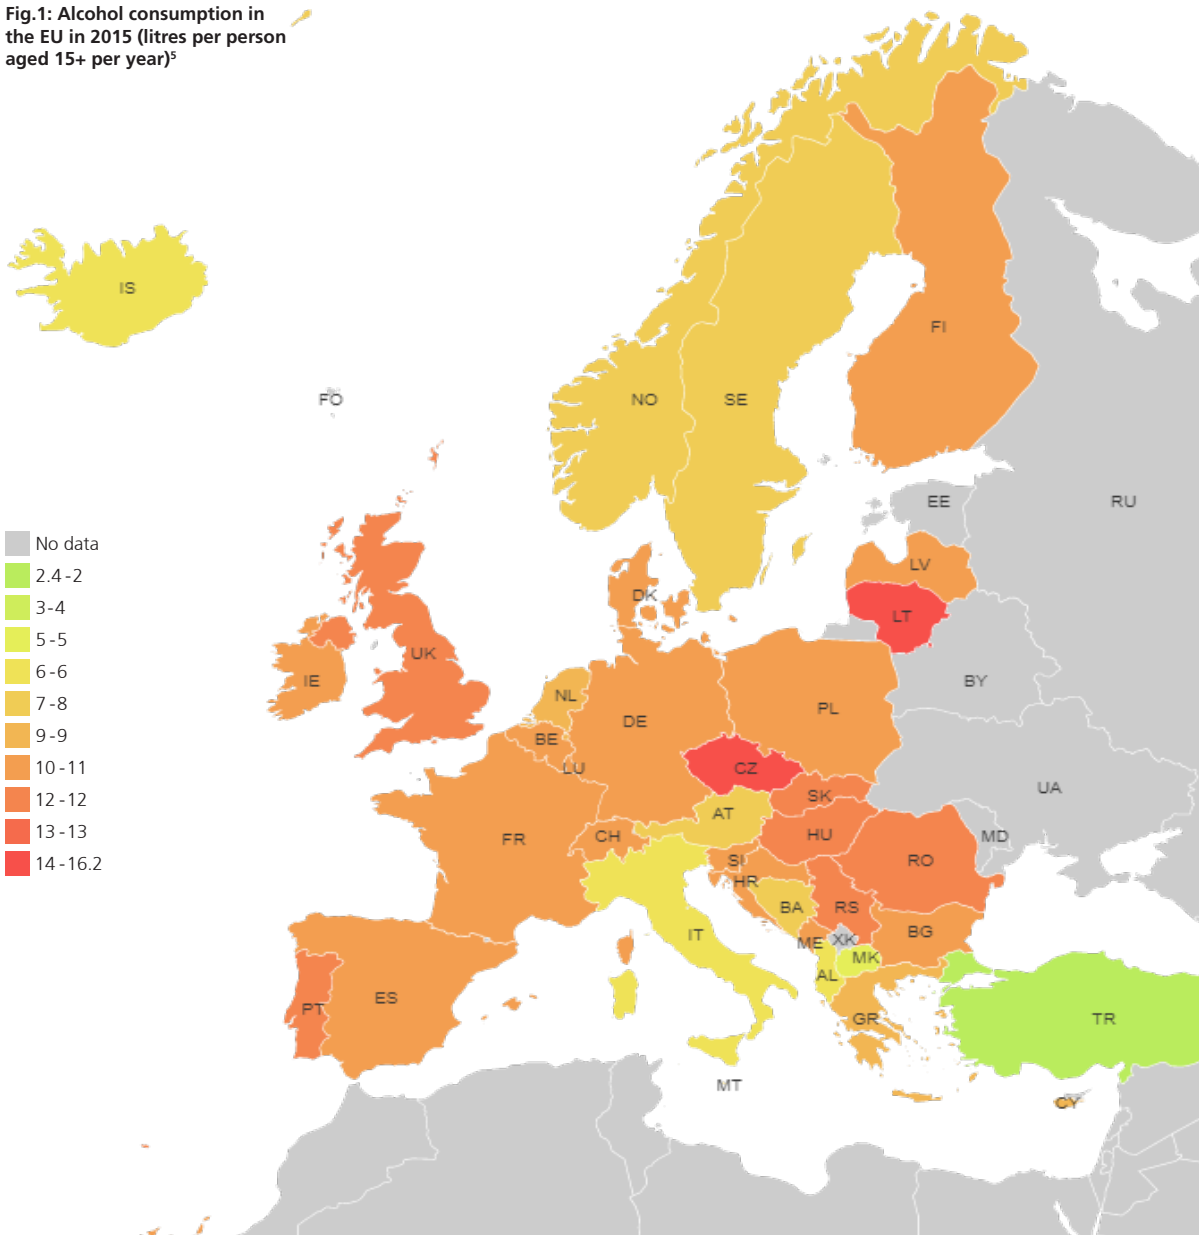 Fig.1: Alcohol consumption in
the EU in 2015 (litres per person
aged 15+ per year)⁵
IS
FO
NO
SE
FI
RU
EE
LV
LT
BY
UA
MD
DK
UK
IE
NL
BE
LU
DE
PL
CZ
SK
AT
HU
CH
FR
SI
HR
RO
BA
RS
IT
ME
XK
BG
MK
AL
GR
PT
ES
TR
MT
CY
No data
2.4 -2
3-4
5 -5
6 -6
7 -8
9 -9
10 -11
12 -12
13 -13
14 -16.2